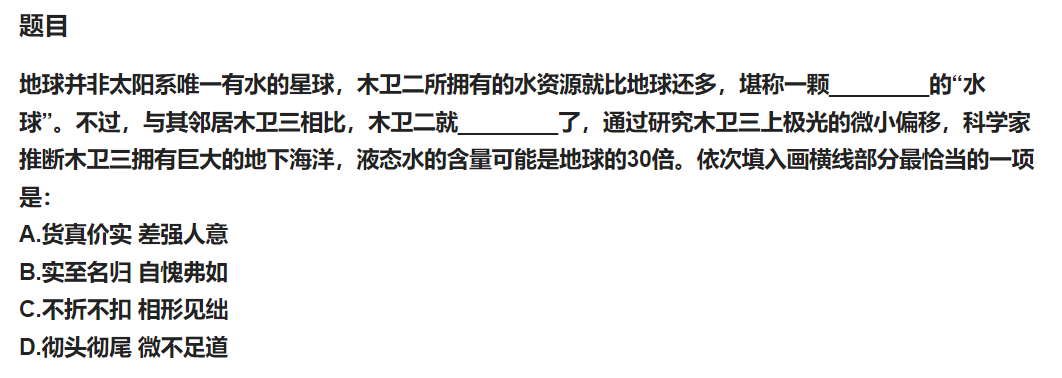 题目
地球并非太阳系唯一有水的星球，木卫二所拥有的水资源就比地球还多，堪称一颗________的“水
球”。不过，与其邻居木卫三相比，木卫二就________了，通过研究木卫三上极光的微小偏移，科学家
推断木卫三拥有巨大的地下海洋，液态水的含量可能是地球的30倍。依次填入画横线部分最恰当的一项
是：
A.货真价实 差强人意
B.实至名归 自愧弗如
C.不折不扣 相形见绌
D.彻头彻尾 微不足道